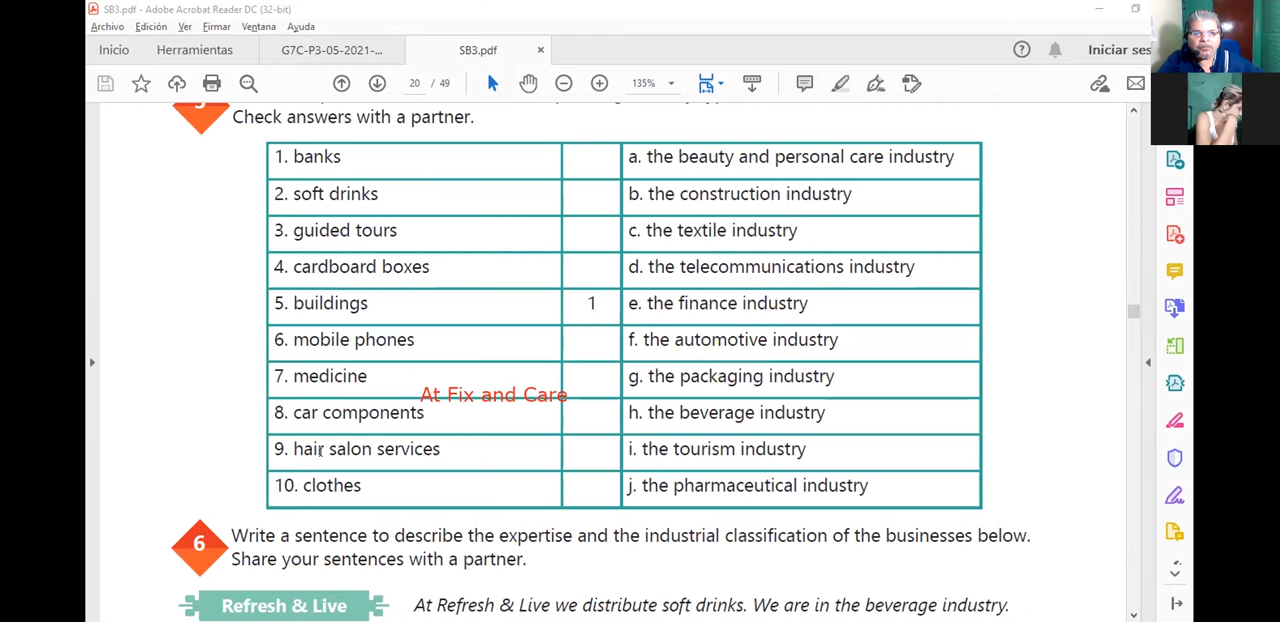 SB3.pdf - Adobe Acrobat Reader DC (32-bit)
Archivo Edición Ver Firmar Ventana Ayuda
Inicio Herramientas G7C-P3-05-2021-... SB3.pdf × Iniciar ses
20 / 49 135%
Check answers with a partner.
1. banks a. the beauty and personal care industry
2. soft drinks b. the construction industry
3. guided tours c. the textile industry
4. cardboard boxes d. the telecommunications industry
5. buildings 1 e. the finance industry
6. mobile phones f. the automotive industry
7. medicine g. the packaging industry
At Fix and Care
8. car components h. the beverage industry
9. hair salon services i. the tourism industry
10. clothes j. the pharmaceutical industry
6 Write a sentence to describe the expertise and the industrial classification of the businesses below.
Share your sentences with a partner.
Refresh & Live At Refresh & Live we distribute soft drinks. We are in the beverage industry.